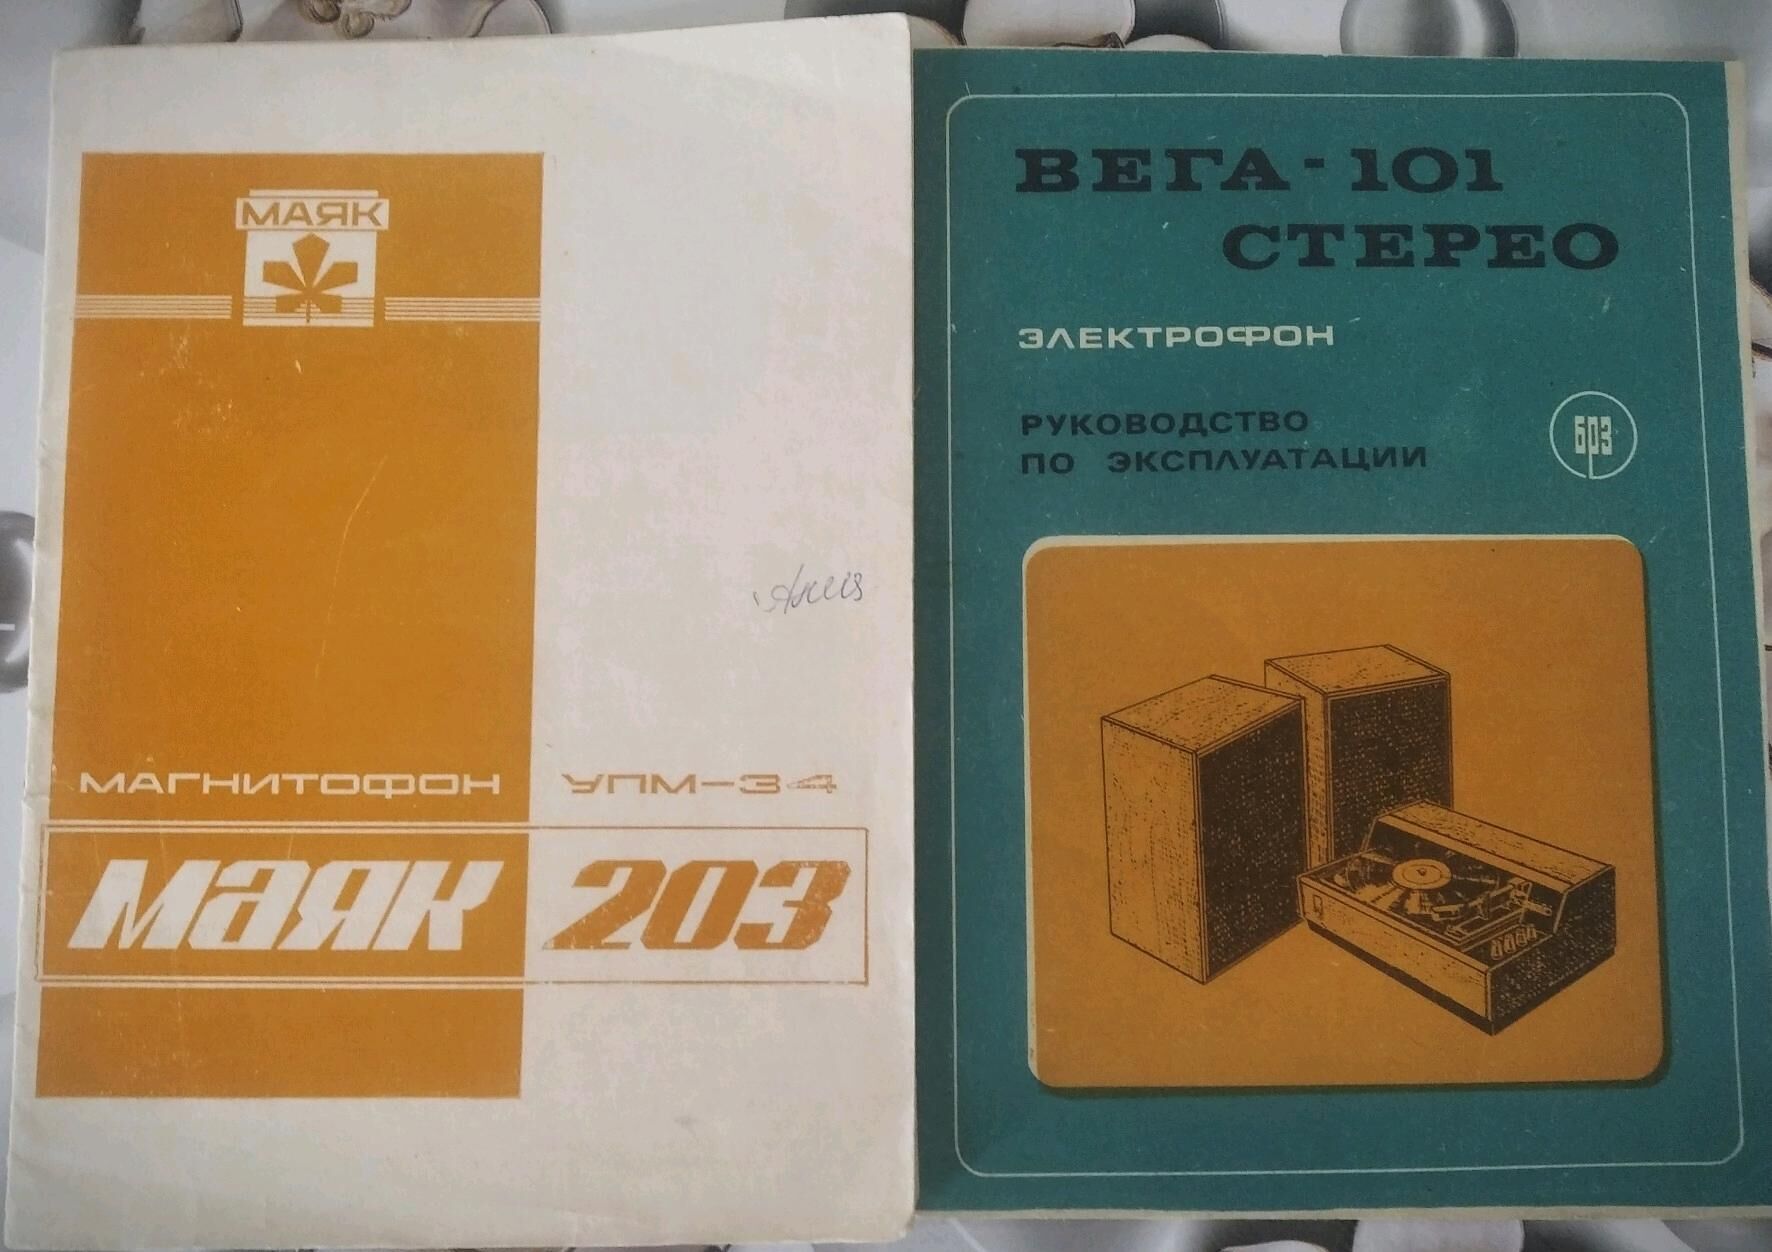 МАЯК
МАГНИТОФОН УПМ-34
МАЯК 203
ВЕГА-101
СТЕРЕО
ЭЛЕКТРОФОН
РУКОВОДСТВО
ПО ЭКСПЛУАТАЦИИ
БРЗ